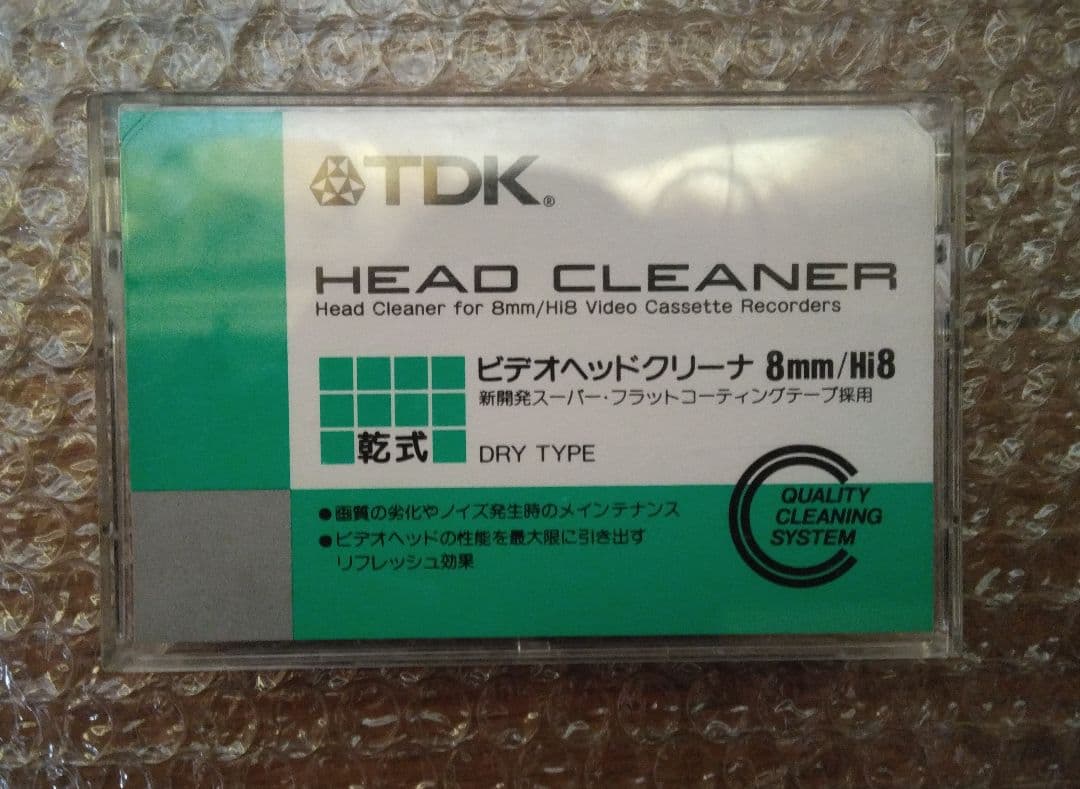 TDK®
HEAD CLEANER
Head Cleaner for 8mm/Hi8 Video Cassette Recorders
ビデオヘッドクリーナ 8mm/Hi8
新開発スーパー・フラットコーティングテープ採用
乾式
DRY TYPE
QUALITY
CLEANING
SYSTEM
●画質の劣化やノイズ発生時のメインテナンス
●ビデオヘッドの性能を最大限に引き出す
リフレッシュ効果